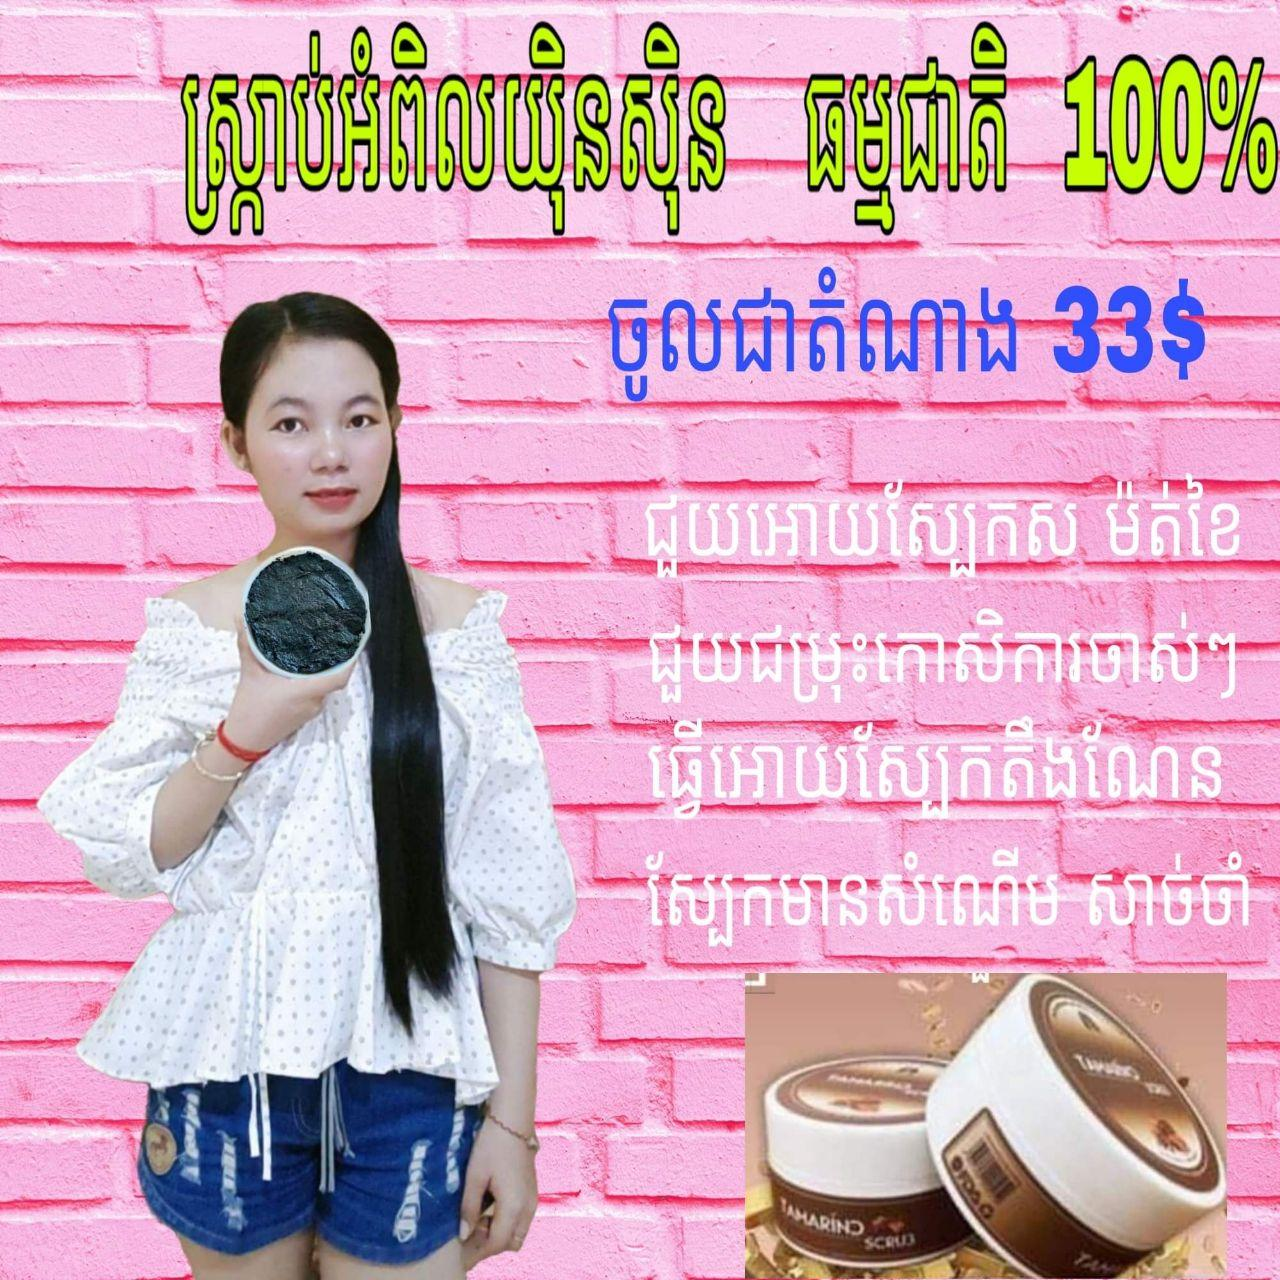 ស្ក្រាប់អំពិលយ៉ិនស៊ិន ធម្មជាតិ 100%
ចូលជាតំណាង 33$
ជួយអោយស្បែកស ម៉ត់ខៃ
ជួយជម្រុះកោសិការចាស់ៗ
ធ្វើអោយស្បែកតឹងណែន
ស្បែកមានសំណើម សាច់ចាំ
TAMARIND
TAMARIND
SCRUB